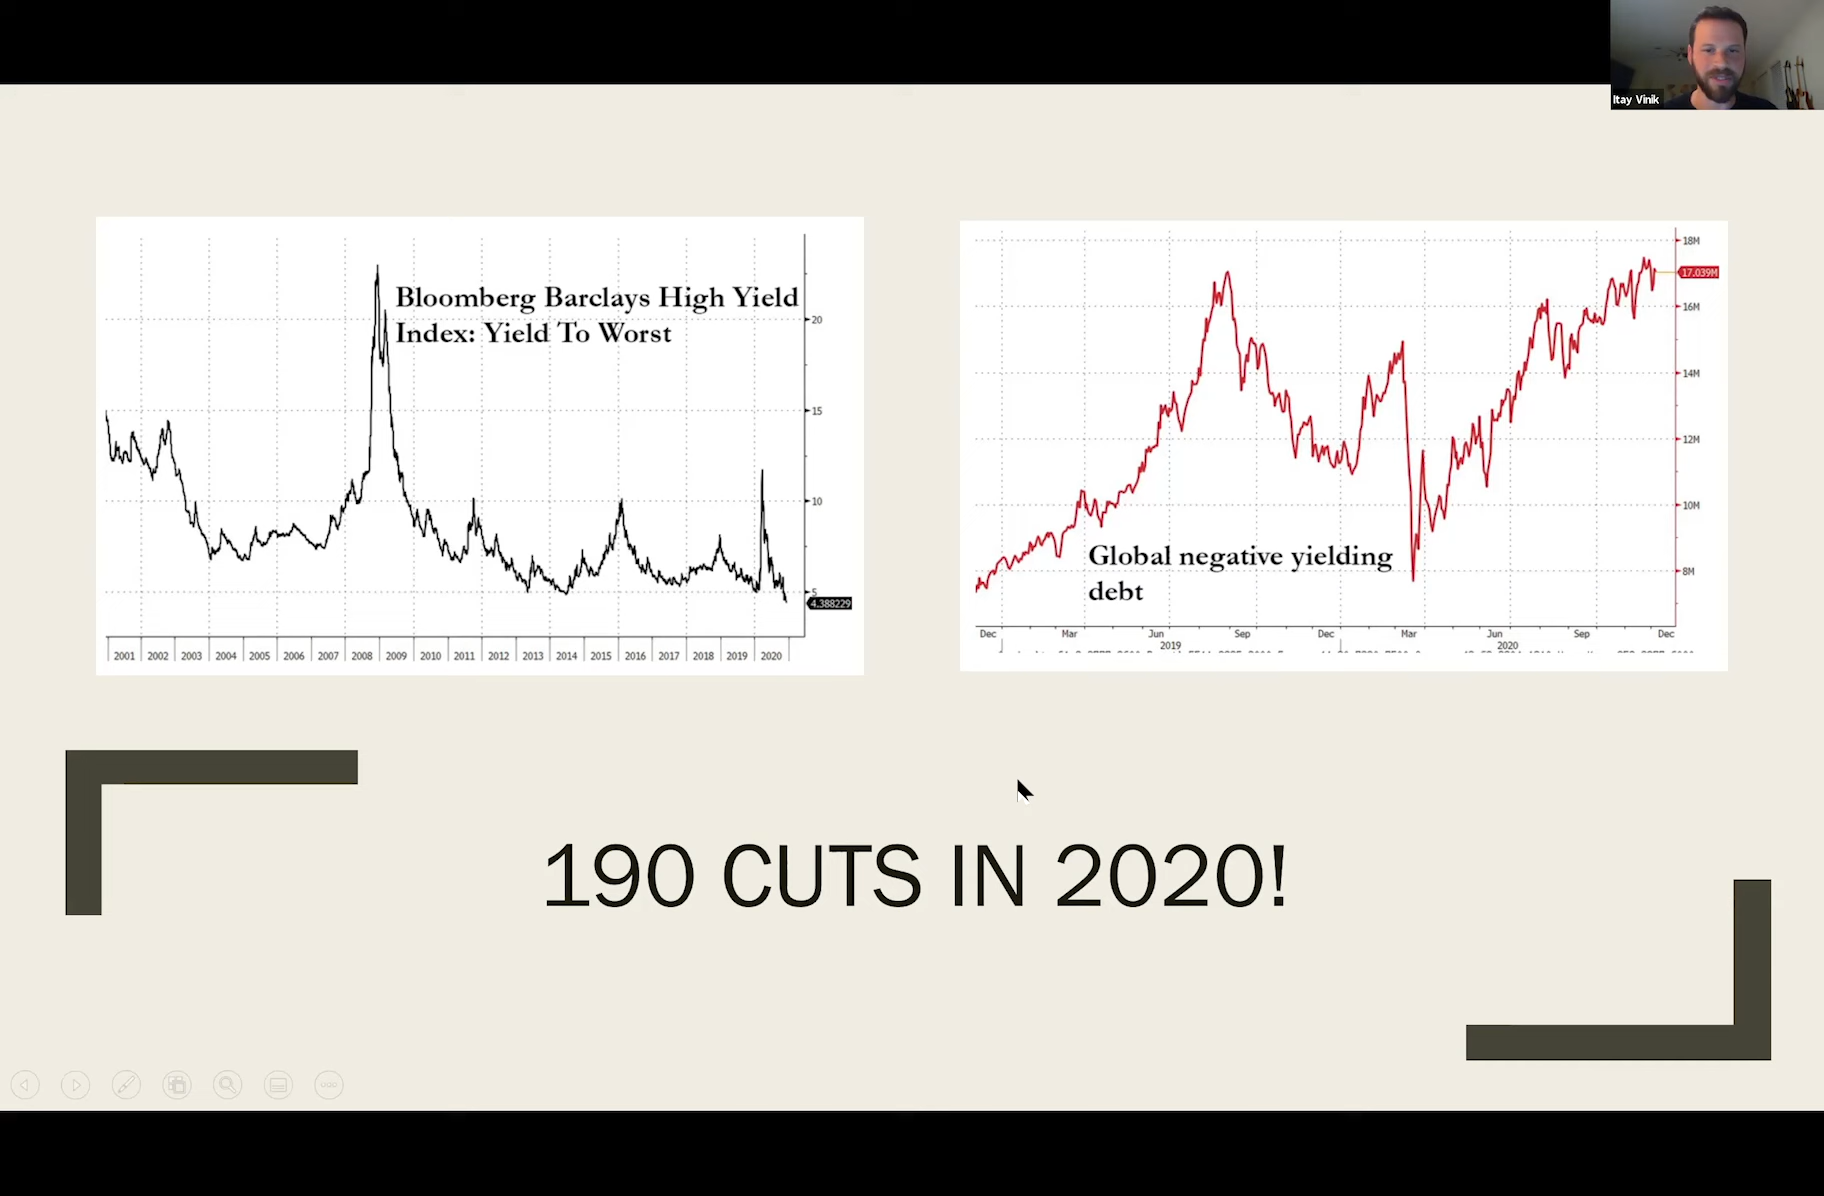 Itay Vinik
Bloomberg Barclays High Yield
Index: Yield To Worst
20
15
10
5
4.388229
2001 2002 2003 2004 2005 2006 2007 2008 2009 2010 2011 2012 2013 2014 2015 2016 2017 2018 2019 2020
18M
17.039M
16M
14M
12M
10M
8M
Global negative yielding
debt
Dec Mar Jun Sep Dec Mar Jun Sep Dec
2019 2020
190 CUTS IN 2020!